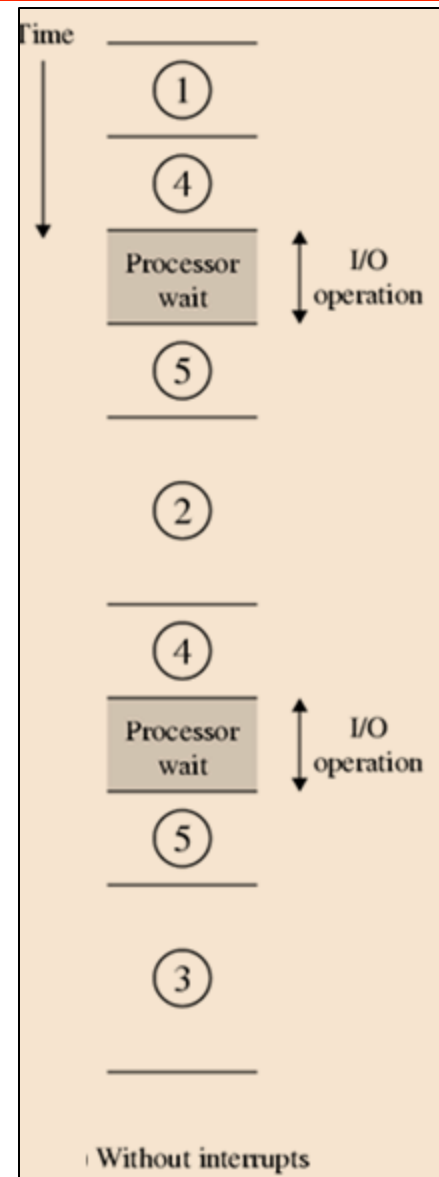 Time
1
4
Processor
wait
I/O
operation
5
2
4
Processor
wait
I/O
operation
5
3
) Without interrupts